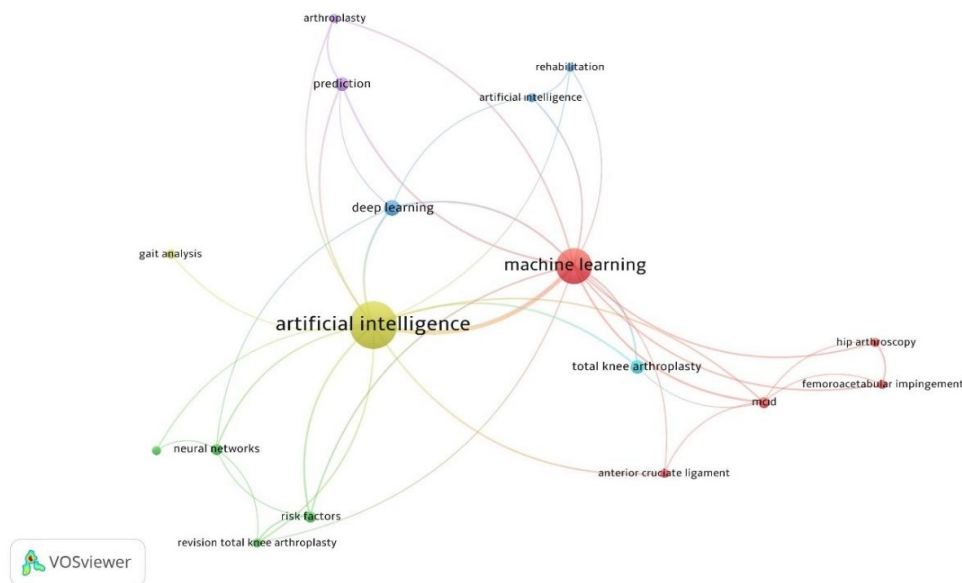 arthroplasty
rehabilitation
prediction
artificial intelligence
deep learning
gait analysis
machine learning
artificial intelligence
hip arthroscopy
total knee arthroplasty
femoroacetabular impingement
mcid
neural networks
anterior cruciate ligament
risk factors
revision total knee arthroplasty
VOSviewer